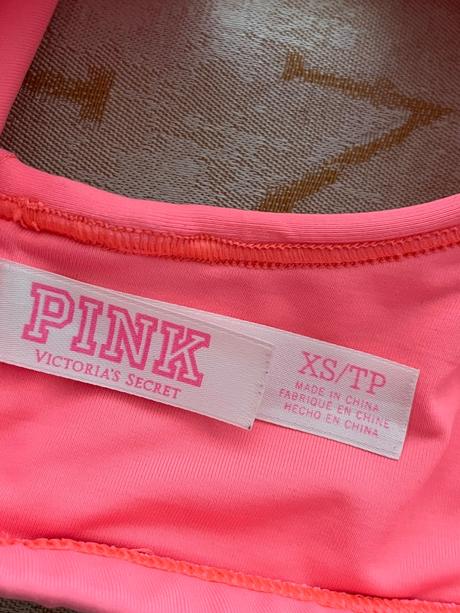 PINK
VICTORIA'S SECRET
XS/TP
MADE IN CHINA
FABRIQUÉ EN CHINE
HECHO EN CHINA